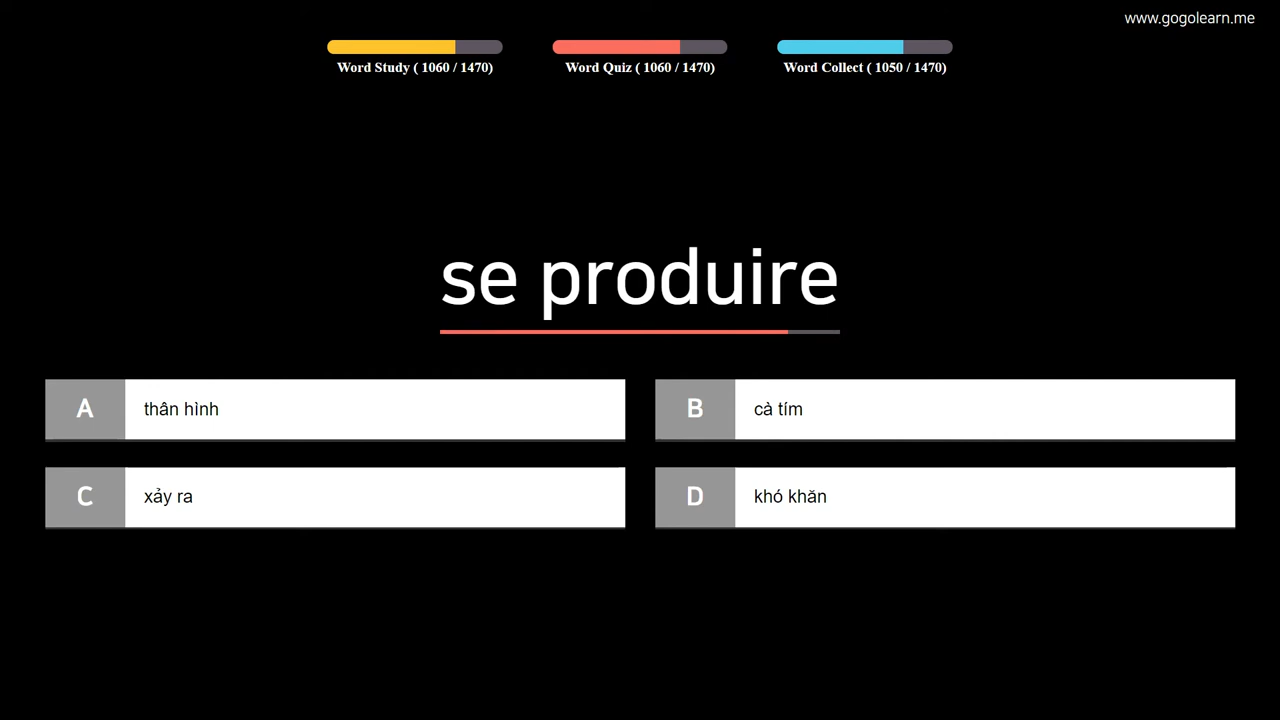 www.gogolearn.me
Word Study ( 1060 / 1470)
Word Quiz ( 1060 / 1470)
Word Collect ( 1050 / 1470)
se produire
A thân hình
B cà tím
C xảy ra
D khó khăn